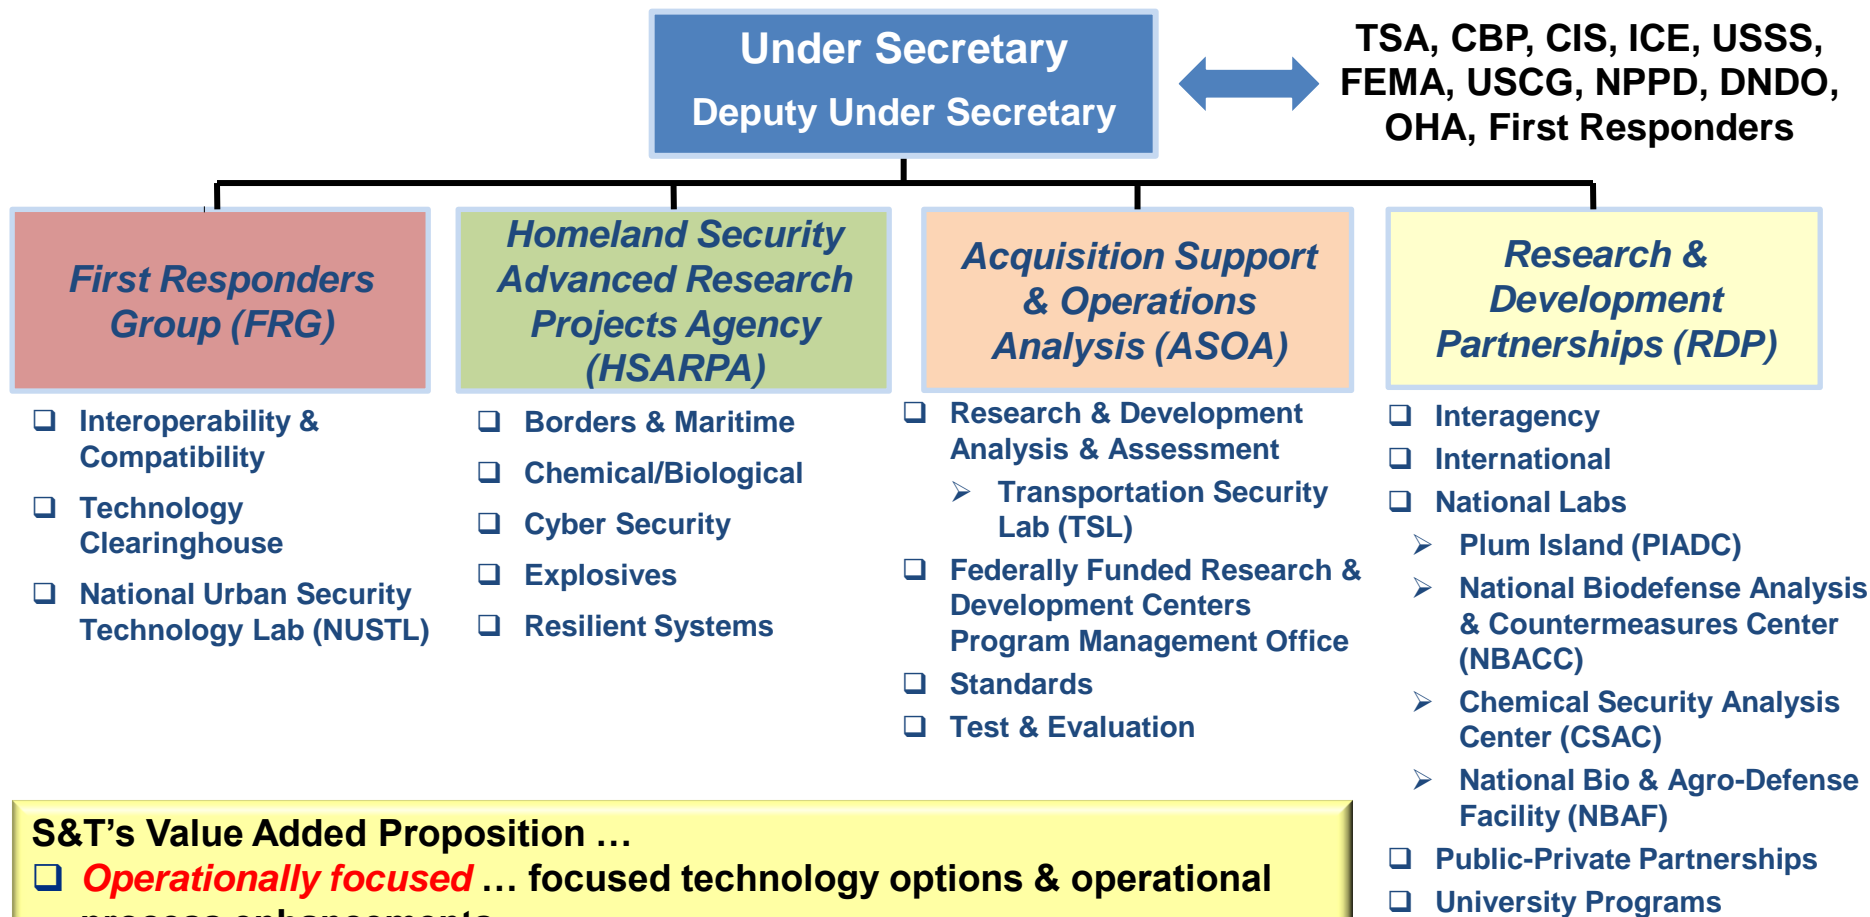 Under Secretary
Deputy Under Secretary
TSA, CBP, CIS, ICE, USSS,
FEMA, USCG, NPPD, DNDO,
OHA, First Responders
First Responders
Group (FRG)
❑ Interoperability &
Compatibility
❑ Technology
Clearinghouse
❑ National Urban Security
Technology Lab (NUSTL)
Homeland Security
Advanced Research
Projects Agency
(HSARPA)
❑ Borders & Maritime
❑ Chemical/Biological
❑ Cyber Security
❑ Explosives
❑ Resilient Systems
Acquisition Support
& Operations
Analysis (ASOA)
❑ Research & Development
Analysis & Assessment
➢ Transportation Security
Lab (TSL)
❑ Federally Funded Research &
Development Centers
Program Management Office
❑ Standards
❑ Test & Evaluation
Research &
Development
Partnerships (RDP)
❑ Interagency
❑ International
❑ National Labs
➢ Plum Island (PIADC)
➢ National Biodefense Analysis
& Countermeasures Center
(NBACC)
➢ Chemical Security Analysis
Center (CSAC)
➢ National Bio & Agro-Defense
Facility (NBAF)
❑ Public-Private Partnerships
❑ University Programs
S&T's Value Added Proposition …
❑ Operationally focused … focused technology options & operational
process enhancements